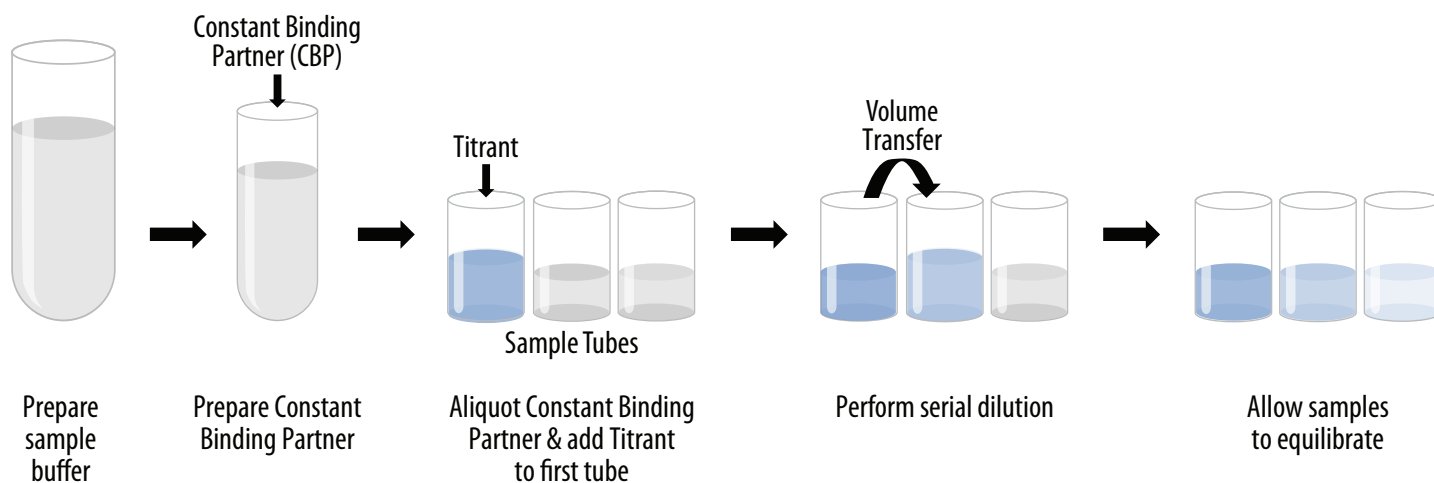 Constant Binding
Partner (CBP)
Titrant
Volume
Transfer
Sample Tubes
Prepare
sample
buffer
Prepare Constant
Binding Partner
Aliquot Constant Binding
Partner & add Titrant
to first tube
Perform serial dilution
Allow samples
to equilibrate